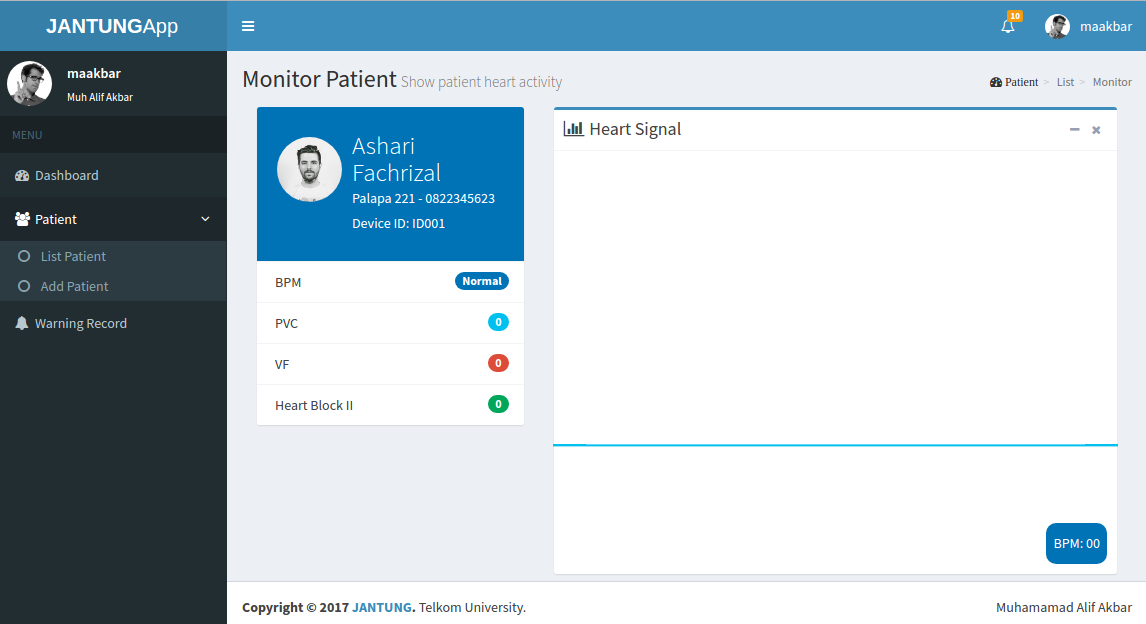 JANTUNGApp
10
maakbar
maakbar
Muh Alif Akbar
MENU
Dashboard
Patient
List Patient
Add Patient
Warning Record
Monitor Patient Show patient heart activity
Patient > List > Monitor
Ashari
Fachrizal
Palapa 221 - 0822345623
Device ID: ID001
BPM Normal
PVC 0
VF 0
Heart Block II 0
Heart Signal
BPM: 00
Copyright © 2017 JANTUNG. Telkom University.
Muhamamad Alif Akbar